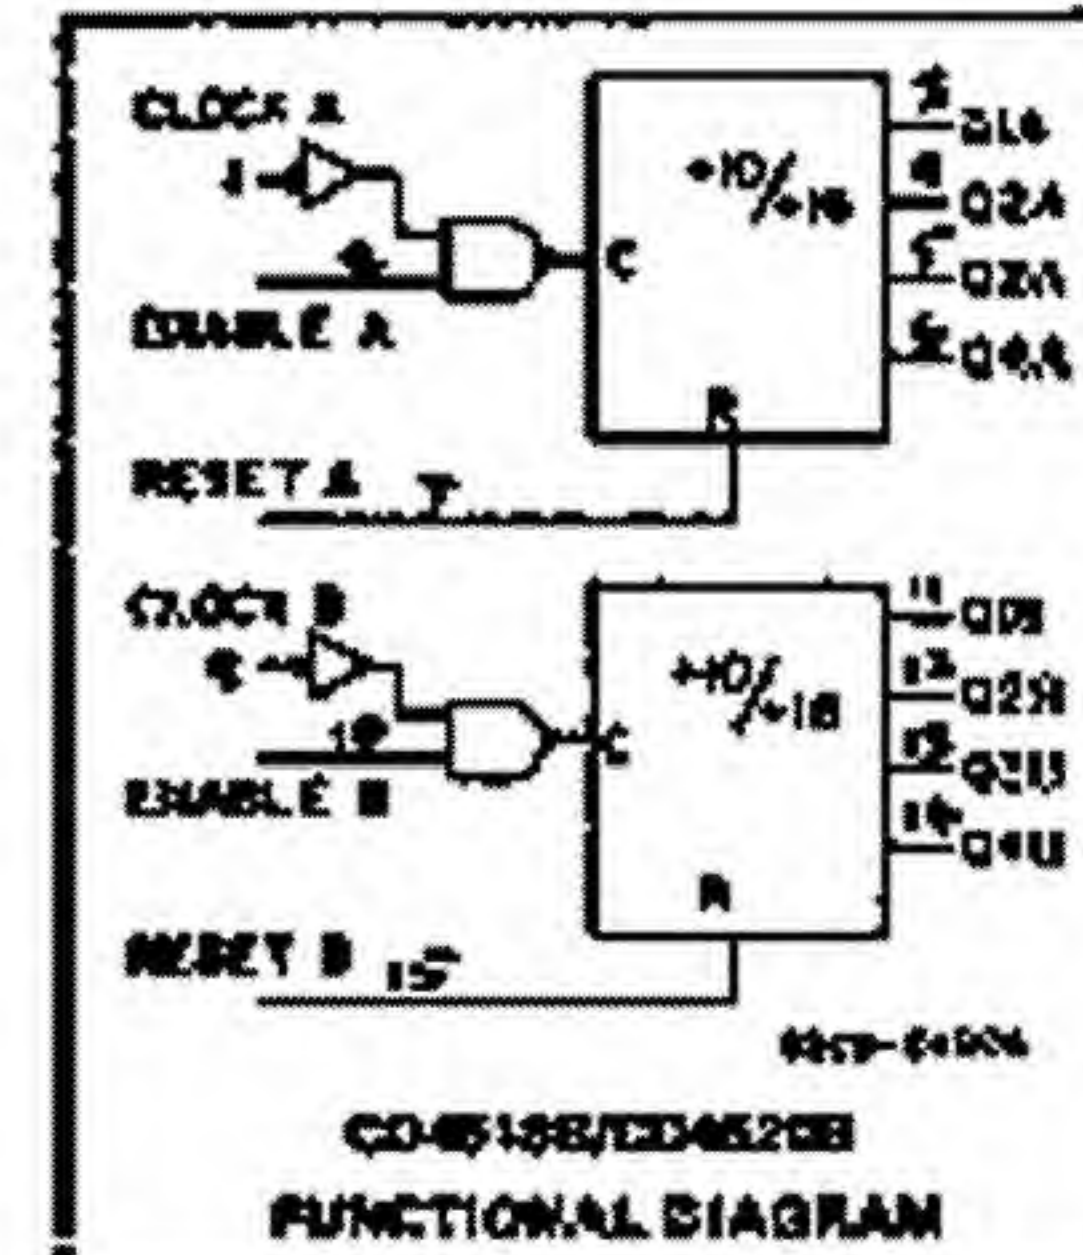 CLOCK A
1
÷10/÷16
C
2
ENABLE A
R
RESET A 7
3 Q1A
4 Q2A
5 Q3A
6 Q4A
CLOCK B
9
÷10/÷16
C
10
ENABLE B
R
RESET B 15
11 Q1B
12 Q2B
13 Q3B
14 Q4B
CD4518B/CD4520B
FUNCTIONAL DIAGRAM